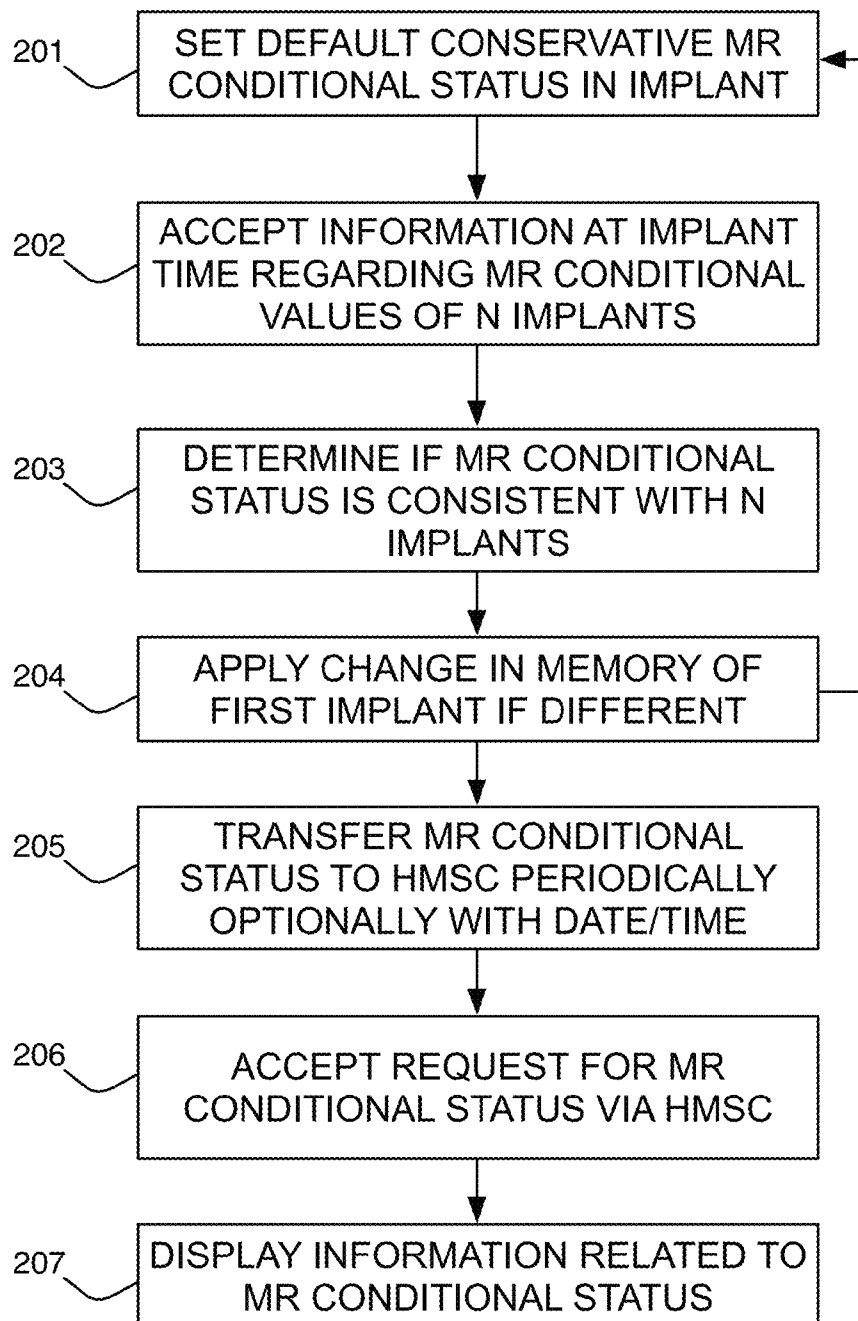 201
SET DEFAULT CONSERVATIVE MR
CONDITIONAL STATUS IN IMPLANT
202
ACCEPT INFORMATION AT IMPLANT
TIME REGARDING MR CONDITIONAL
VALUES OF N IMPLANTS
203
DETERMINE IF MR CONDITIONAL
STATUS IS CONSISTENT WITH N
IMPLANTS
204
APPLY CHANGE IN MEMORY OF
FIRST IMPLANT IF DIFFERENT
205
TRANSFER MR CONDITIONAL
STATUS TO HMSC PERIODICALLY
OPTIONALLY WITH DATE/TIME
206
ACCEPT REQUEST FOR MR
CONDITIONAL STATUS VIA HMSC
207
DISPLAY INFORMATION RELATED TO
MR CONDITIONAL STATUS